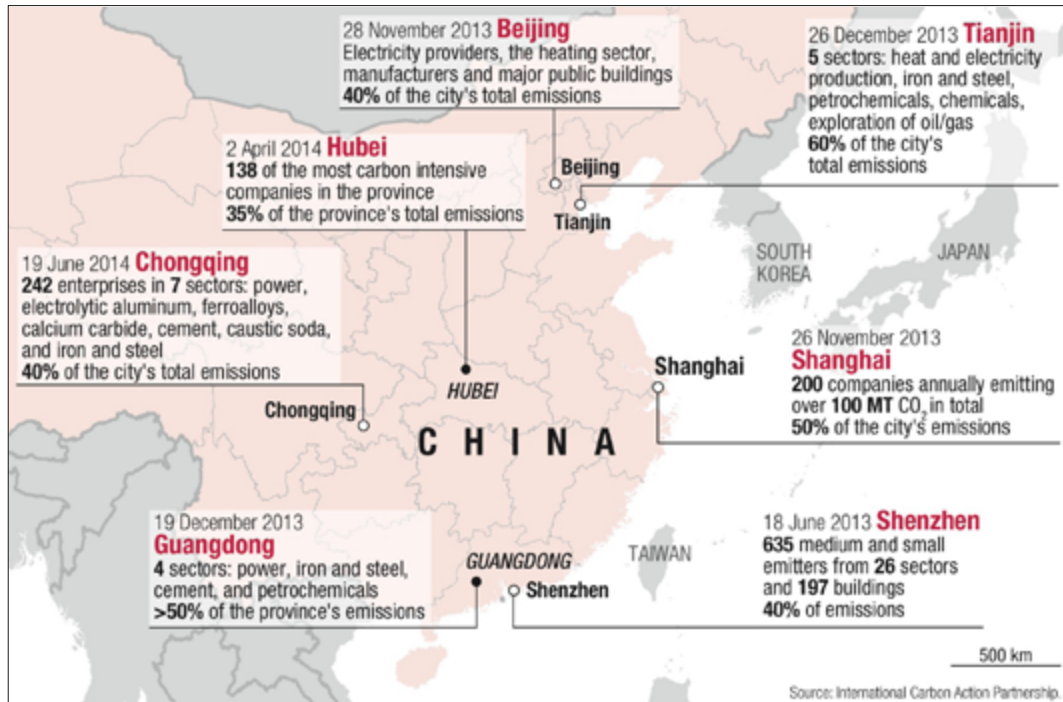 28 November 2013 Beijing
Electricity providers, the heating sector,
manufacturers and major public buildings
40% of the city's total emissions
26 December 2013 Tianjin
5 sectors: heat and electricity
production, iron and steel,
petrochemicals, chemicals,
exploration of oil/gas
60% of the city's
total emissions
2 April 2014 Hubei
138 of the most carbon intensive
companies in the province
35% of the province's total emissions
Beijing
Tianjin
SOUTH
KOREA
JAPAN
19 June 2014 Chongqing
242 enterprises in 7 sectors: power,
electrolytic aluminum, ferroalloys,
calcium carbide, cement, caustic soda,
and iron and steel
40% of the city's total emissions
26 November 2013
Shanghai
200 companies annually emitting
over 100 MT CO₂ in total
50% of the city's emissions
Shanghai
HUBEI
Chongqing
CHINA
19 December 2013
Guangdong
4 sectors: power, iron and steel,
cement, and petrochemicals
>50% of the province's emissions
GUANGDONG
Shenzhen
TAIWAN
18 June 2013 Shenzhen
635 medium and small
emitters from 26 sectors
and 197 buildings
40% of emissions
500 km
Source: International Carbon Action Partnership.